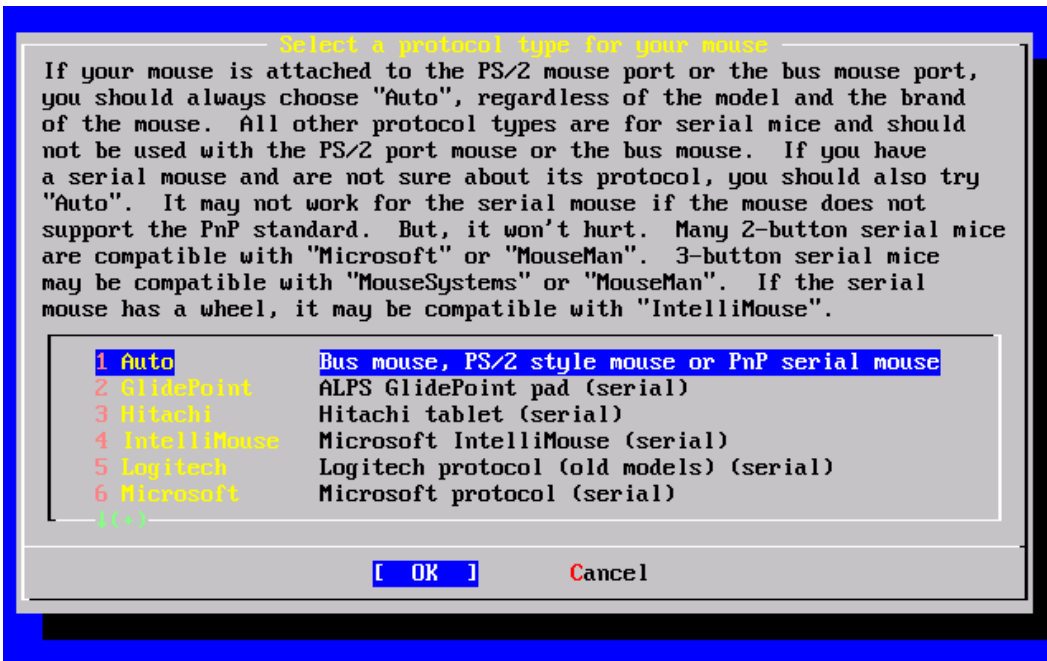 Select a protocol type for your mouse
If your mouse is attached to the PS/2 mouse port or the bus mouse port,
you should always choose "Auto", regardless of the model and the brand
of the mouse.  All other protocol types are for serial mice and should
not be used with the PS/2 port mouse or the bus mouse.  If you have
a serial mouse and are not sure about its protocol, you should also try
"Auto".  It may not work for the serial mouse if the mouse does not
support the PnP standard.  But, it won't hurt.  Many 2-button serial mice
are compatible with "Microsoft" or "MouseMan".  3-button serial mice
may be compatible with "MouseSystems" or "MouseMan".  If the serial
mouse has a wheel, it may be compatible with "IntelliMouse".
1 Auto Bus mouse, PS/2 style mouse or PnP serial mouse
2 GlidePoint ALPS GlidePoint pad (serial)
3 Hitachi Hitachi tablet (serial)
4 IntelliMouse Microsoft IntelliMouse (serial)
5 Logitech Logitech protocol (old models) (serial)
6 Microsoft Microsoft protocol (serial)
↓(+)
[ OK ] Cancel